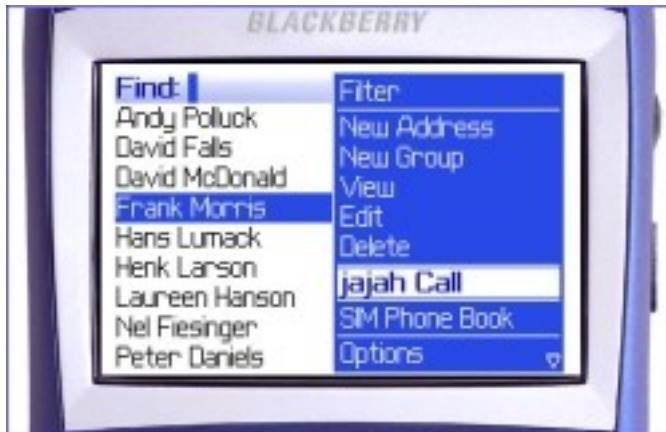 BLACKBERRY
Find:
Andy Polluck
David Falls
David McDonald
Frank Morris
Hans Lumack
Henk Larson
Laureen Hanson
Nel Fiesinger
Peter Daniels
Filter
New Address
New Group
View
Edit
Delete
jajah Call
SIM Phone Book
Options